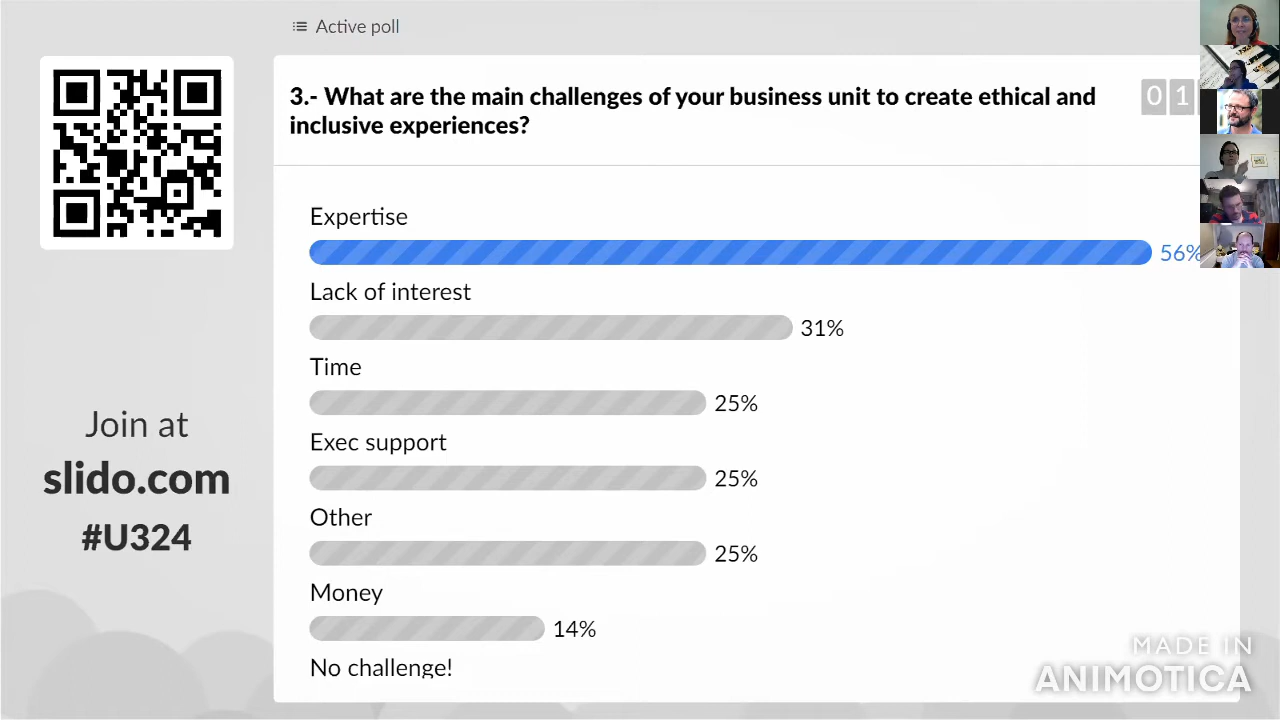 Active poll
3.- What are the main challenges of your business unit to create ethical and
inclusive experiences?
0 1
Expertise
56%
Lack of interest
31%
Time
25%
Exec support
25%
Other
25%
Money
14%
No challenge!
Join at
slido.com
#U324
MADE IN
ANIMOTICA